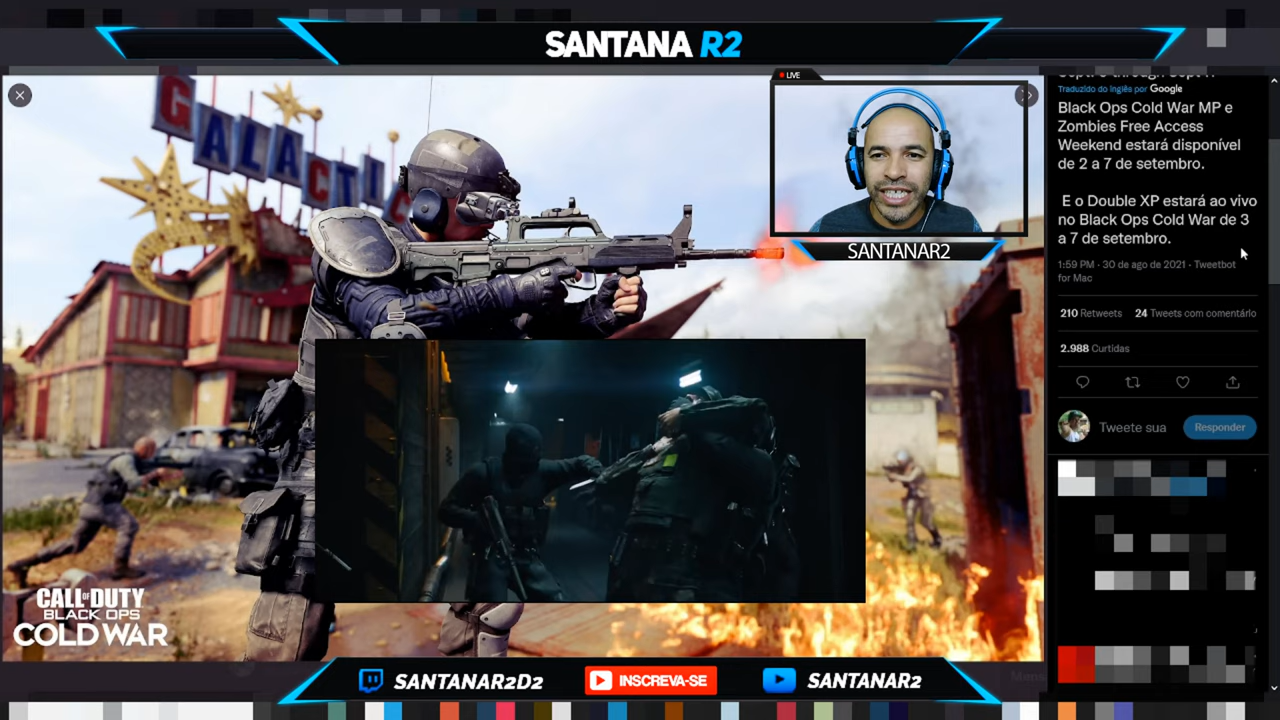 SANTANA R2
LIVE
GALACTIC
SANTANAR2
Traduzido do inglês por Google
Black Ops Cold War MP e
Zombies Free Access
Weekend estará disponível
de 2 a 7 de setembro.
E o Double XP estará ao vivo
no Black Ops Cold War de 3
a 7 de setembro.
1:59 PM · 30 de ago de 2021 · Tweetbot
for Mac
210 Retweets 24 Tweets com comentário
2.988 Curtidas
Tweete sua Responder
CALL OF DUTY
BLACK OPS
COLD WAR
SANTANAR2D2 INSCREVA-SE SANTANAR2